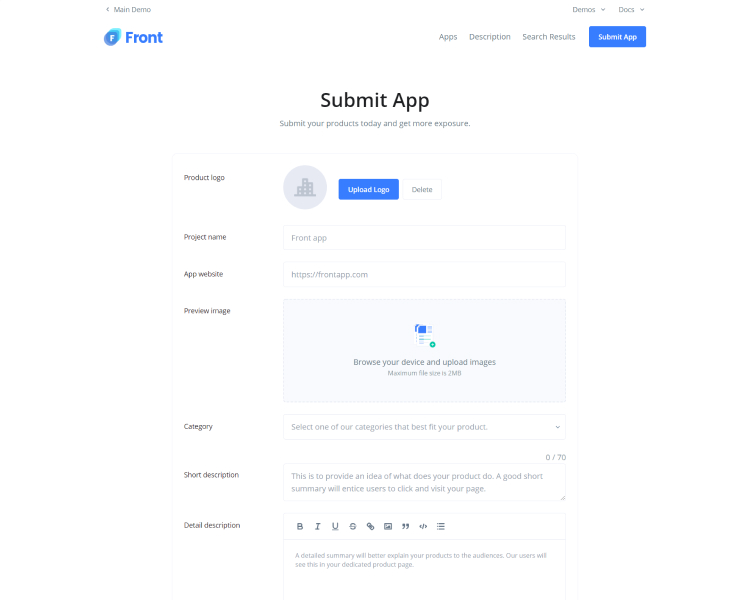 Main Demo
Demos
Docs
Front
Apps
Description
Search Results
Submit App
Submit App
Submit your products today and get more exposure.
Product logo
Upload Logo
Delete
Project name
Front app
App website
https://frontapp.com
Preview image
Browse your device and upload images
Maximum file size is 2MB
Category
Select one of our categories that best fit your product.
0 / 70
Short description
This is to provide an idea of what does your product do. A good short
summary will entice users to click and visit your page.
Detail description
A detailed summary will better explain your products to the audiences. Our users will
see this in your dedicated product page.